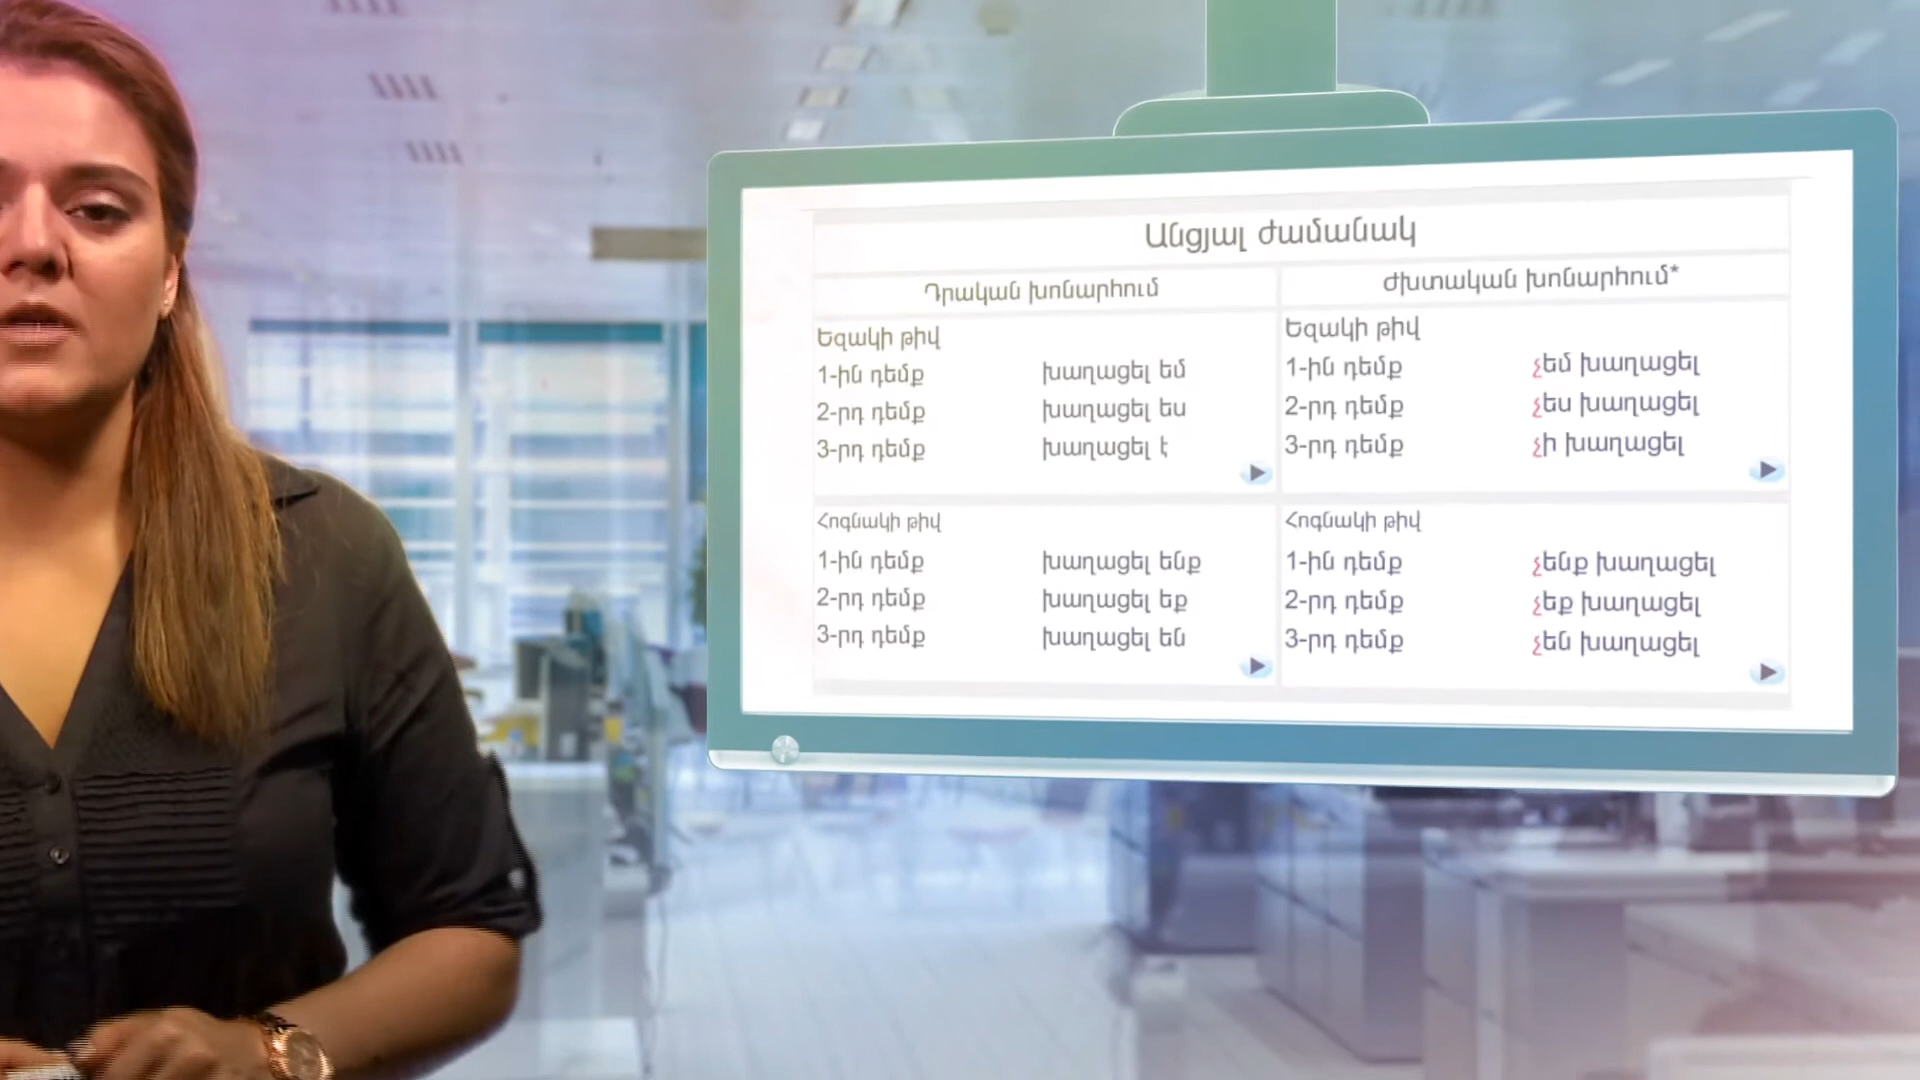 Անցյալ ժամանակ
Դրական խոնարհում
Ժխտական խոնարհում*
Եզակի թիվ
1-ին դեմք խաղացել եմ
2-րդ դեմք խաղացել ես
3-րդ դեմք խաղացել է
Եզակի թիվ
1-ին դեմք չեմ խաղացել
2-րդ դեմք չես խաղացել
3-րդ դեմք չի խաղացել
Հոգնակի թիվ
1-ին դեմք խաղացել ենք
2-րդ դեմք խաղացել եք
3-րդ դեմք խաղացել են
Հոգնակի թիվ
1-ին դեմք չենք խաղացել
2-րդ դեմք չեք խաղացել
3-րդ դեմք չեն խաղացել